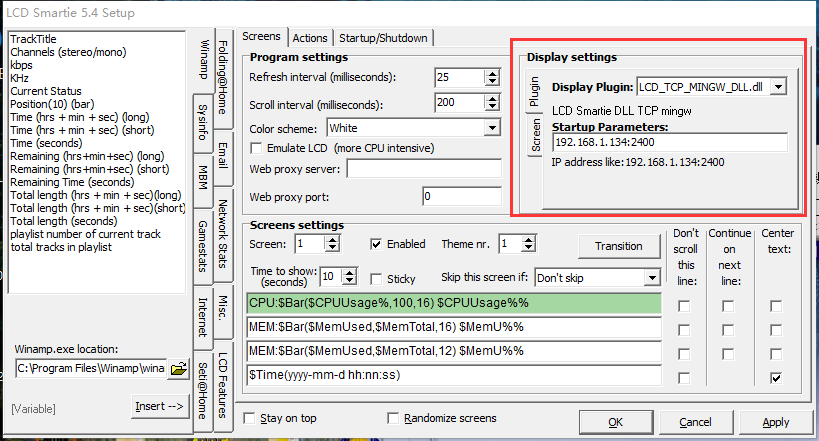 LCD Smartie 5.4 Setup
TrackTitle
Channels (stereo/mono)
kbps
KHz
Current Status
Position(10) (bar)
Time (hrs + min + sec) (long)
Time (hrs + min + sec) (short)
Time (seconds)
Remaining (hrs+min+sec) (long)
Remaining (hrs+min+sec) (short)
Remaining Time (seconds)
Total length (hrs + min + sec)(long)
Total length (hrs + min + sec)(short)
Total length (seconds)
playlist number of current track
total tracks in playlist
Winamp.exe location:
C:\Program Files\Winamp\wina
[Variable]
Insert -->
Winamp
Sysinfo
MBM
Gamestats
Internet
Seti@Home
Folding@Home
Email
Network Stats
Misc.
LCD Features
Screens
Actions
Startup/Shutdown
Program settings
Refresh interval (milliseconds):
25
Scroll interval (milliseconds):
200
Color scheme:
White
Emulate LCD (more CPU intensive)
Web proxy server:
Web proxy port:
0
Display settings
Plugin
Screen
Display Plugin:
LCD_TCP_MINGW_DLL.dll
LCD Smartie DLL TCP mingw
Startup Parameters:
192.168.1.134:2400
IP address like:192.168.1.134:2400
Screens settings
Screen:
1
Enabled
Theme nr.
1
Transition
Time to show:
(seconds)
10
Sticky
Skip this screen if:
Don't skip
Don't
scroll
this
line:
Continue
on
next
line:
Center
text:
CPU:$Bar($CPUUsage%,100,16) $CPUUsage%%
MEM:$Bar($MemUsed,$MemTotal,16) $MemU%%
MEM:$Bar($MemUsed,$MemTotal,12) $MemU%%
$Time(yyyy-mm-d hh:nn:ss)
Stay on top
Randomize screens
OK
Cancel
Apply